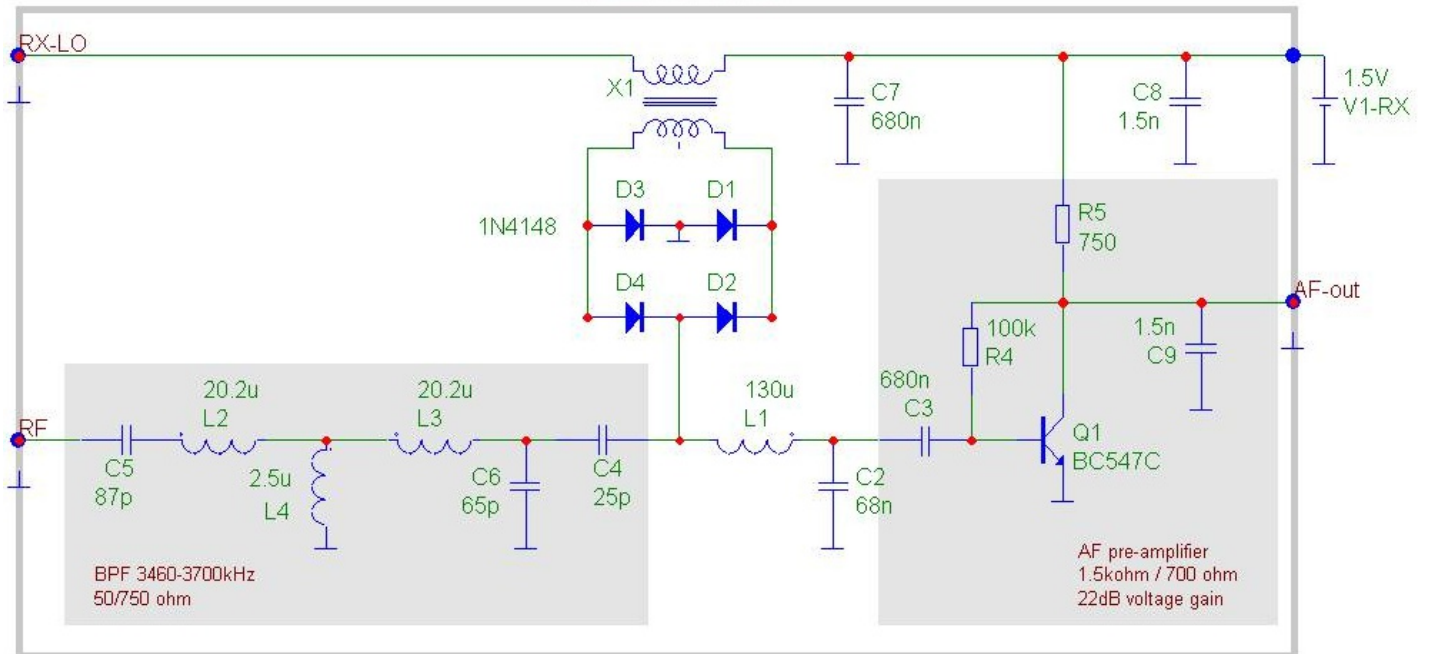 RX-LO
X1
C7
680n
C8
1.5n
1.5V
V1-RX
D3
D1
1N4148
R5
750
D4
D2
AF-out
100k
R4
1.5n
C9
20.2u
L2
20.2u
L3
130u
L1
680n
C3
RF
C5
87p
2.5u
L4
C6
65p
C4
25p
C2
68n
Q1
BC547C
BPF 3460-3700kHz
50/750 ohm
AF pre-amplifier
1.5kohm / 700 ohm
22dB voltage gain